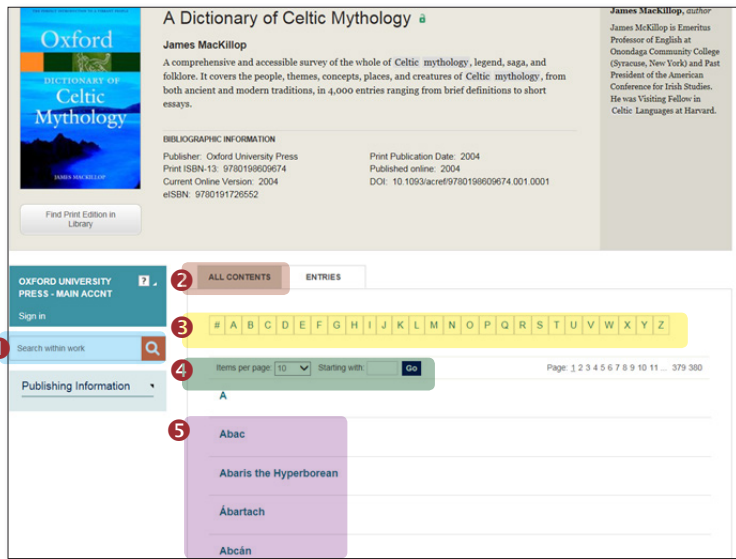 Oxford
DICTIONARY OF
Celtic
Mythology
JAMES MACKILLOP
Find Print Edition in
Library
A Dictionary of Celtic Mythology
James MacKillop
A comprehensive and accessible survey of the whole of Celtic mythology, legend, saga, and
folklore. It covers the people, themes, concepts, places, and creatures of Celtic mythology, from
both ancient and modern traditions, in 4,000 entries ranging from brief definitions to short
essays.
BIBLIOGRAPHIC INFORMATION
Publisher: Oxford University Press
Print ISBN-13: 9780198609674
Current Online Version: 2004
eISBN: 9780191726552
Print Publication Date: 2004
Published online: 2004
DOI: 10.1093/acref/9780198609674.001.0001
James MacKillop, author
James McKillop is Emeritus
Professor of English at
Onondaga Community College
(Syracuse, New York) and Past
President of the American
Conference for Irish Studies.
He was Visiting Fellow in
Celtic Languages at Harvard.
OXFORD UNIVERSITY
PRESS - MAIN ACCNT
?
Sign in
Search within work
Publishing Information
2 ALL CONTENTS ENTRIES
3 # A B C D E F G H I J K L M N O P Q R S T U V W X Y Z
4 Items per page: 10 Starting with: Go Page: 1 2 3 4 5 6 7 8 9 10 11 ... 379 380
A
5 Abac
Abaris the Hyperborean
Ábartach
Abcán